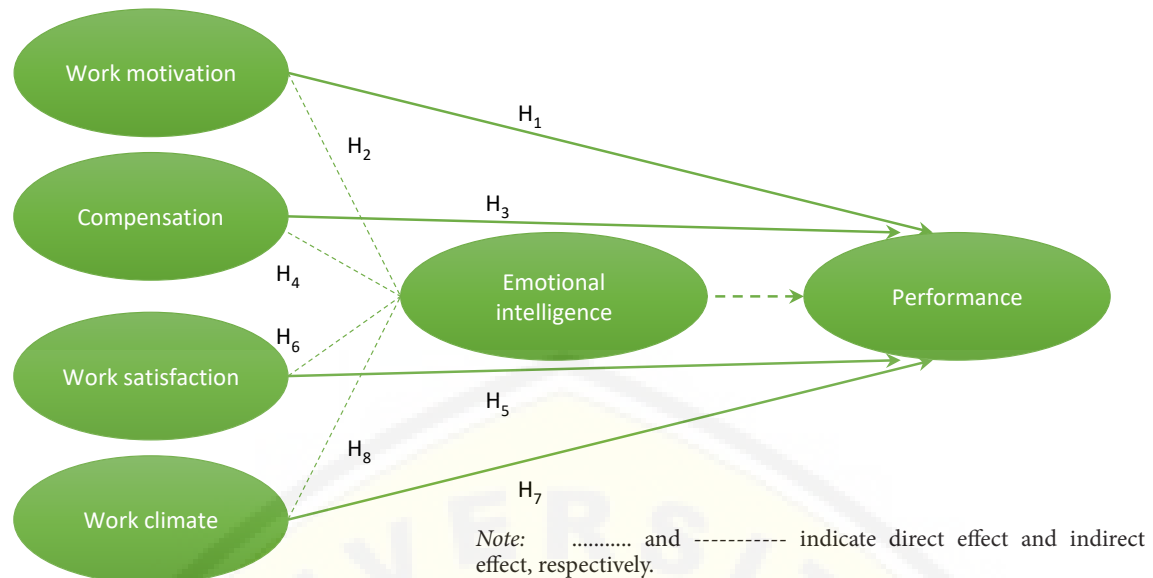 Work motivation
H1
H2
Compensation
H3
H4
Emotional
intelligence
Performance
H6
Work satisfaction
H5
H8
Work climate
H7
Note: ........... and ----------- indicate direct effect and indirect
effect, respectively.
VERSI